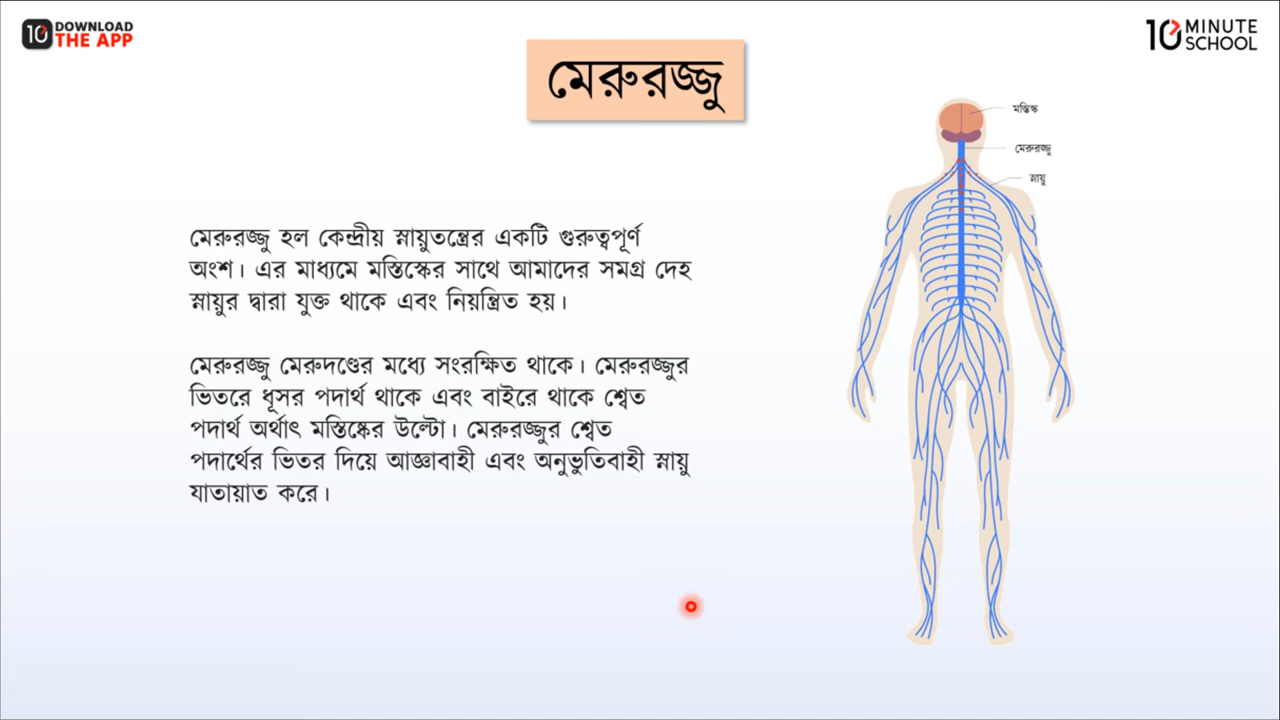 10 DOWNLOAD
THE APP
10 MINUTE
SCHOOL
মেরুরজ্জু
মস্তিস্ক
মেরুরজ্জু
স্নায়ু
মেরুরজ্জু হল কেন্দ্রীয় স্নায়ুতন্ত্রের একটি গুরুত্বপূর্ণ
অংশ। এর মাধ্যমে মস্তিস্কের সাথে আমাদের সমগ্র দেহ
স্নায়ুর দ্বারা যুক্ত থাকে এবং নিয়ন্ত্রিত হয়।
মেরুরজ্জু মেরুদণ্ডের মধ্যে সংরক্ষিত থাকে। মেরুরজ্জুর
ভিতরে ধূসর পদার্থ থাকে এবং বাইরে থাকে শ্বেত
পদার্থ অর্থাৎ মস্তিষ্কের উল্টো। মেরুরজ্জুর শ্বেত
পদার্থের ভিতর দিয়ে আজ্ঞাবাহী এবং অনুভুতিবাহী স্নায়ু
যাতায়াত করে।